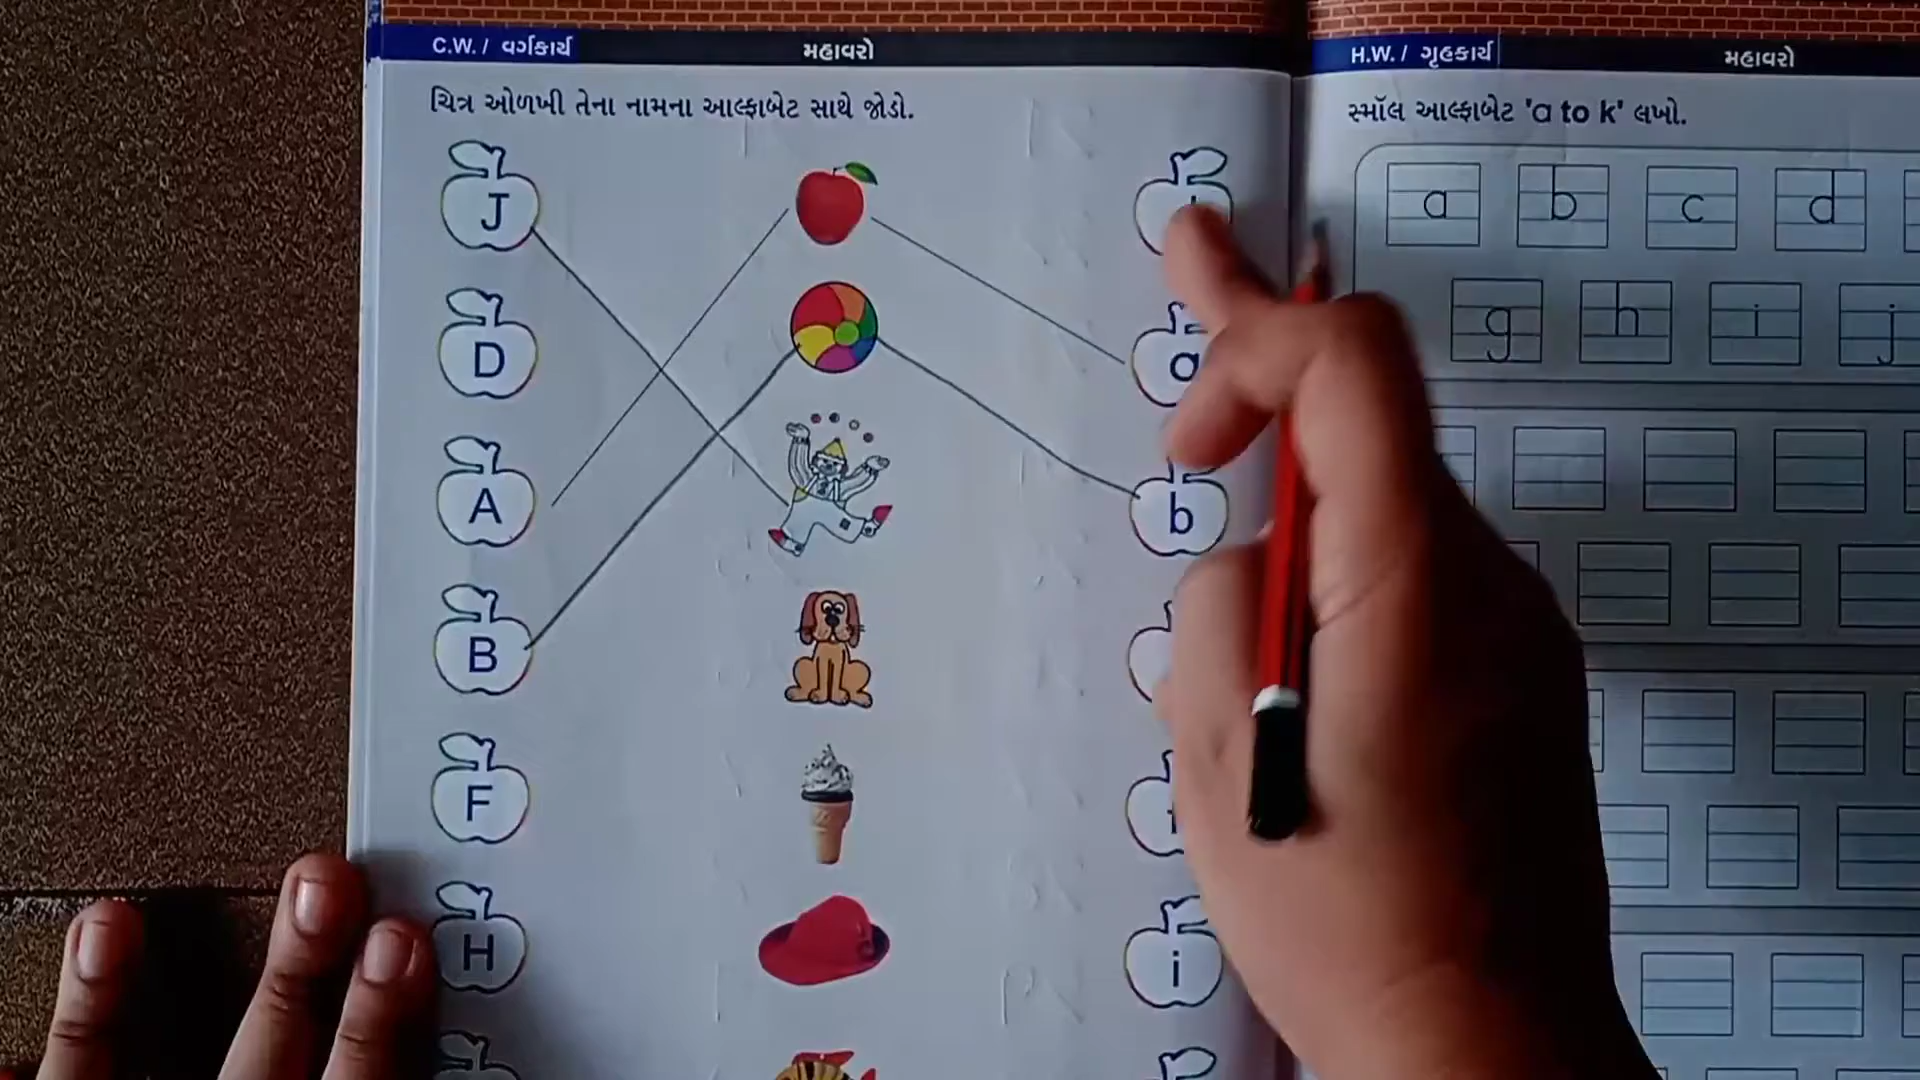 C.W. / વર્ગકાર્ય
મહાવરો
ચિત્ર ઓળખી તેના નામના આલ્ફાબેટ સાથે જોડો.
J
D a
A b
B
F
H i
H.W. / ગૃહકાર્ય
મહાવરો
સ્મૉલ આલ્ફાબેટ 'a to k' લખો.
a b c d
g h i j